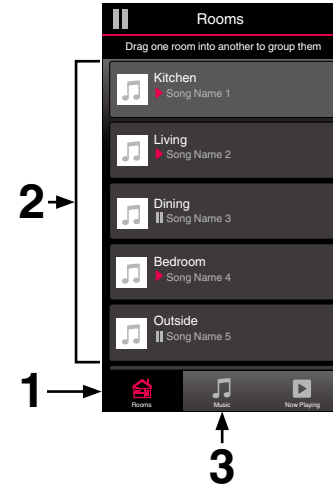 Rooms
Drag one room into another to group them
Kitchen
Song Name 1
Living
Song Name 2
2
Dining
Song Name 3
Bedroom
Song Name 4
Outside
Song Name 5
1
Rooms
Music
Now Playing
3